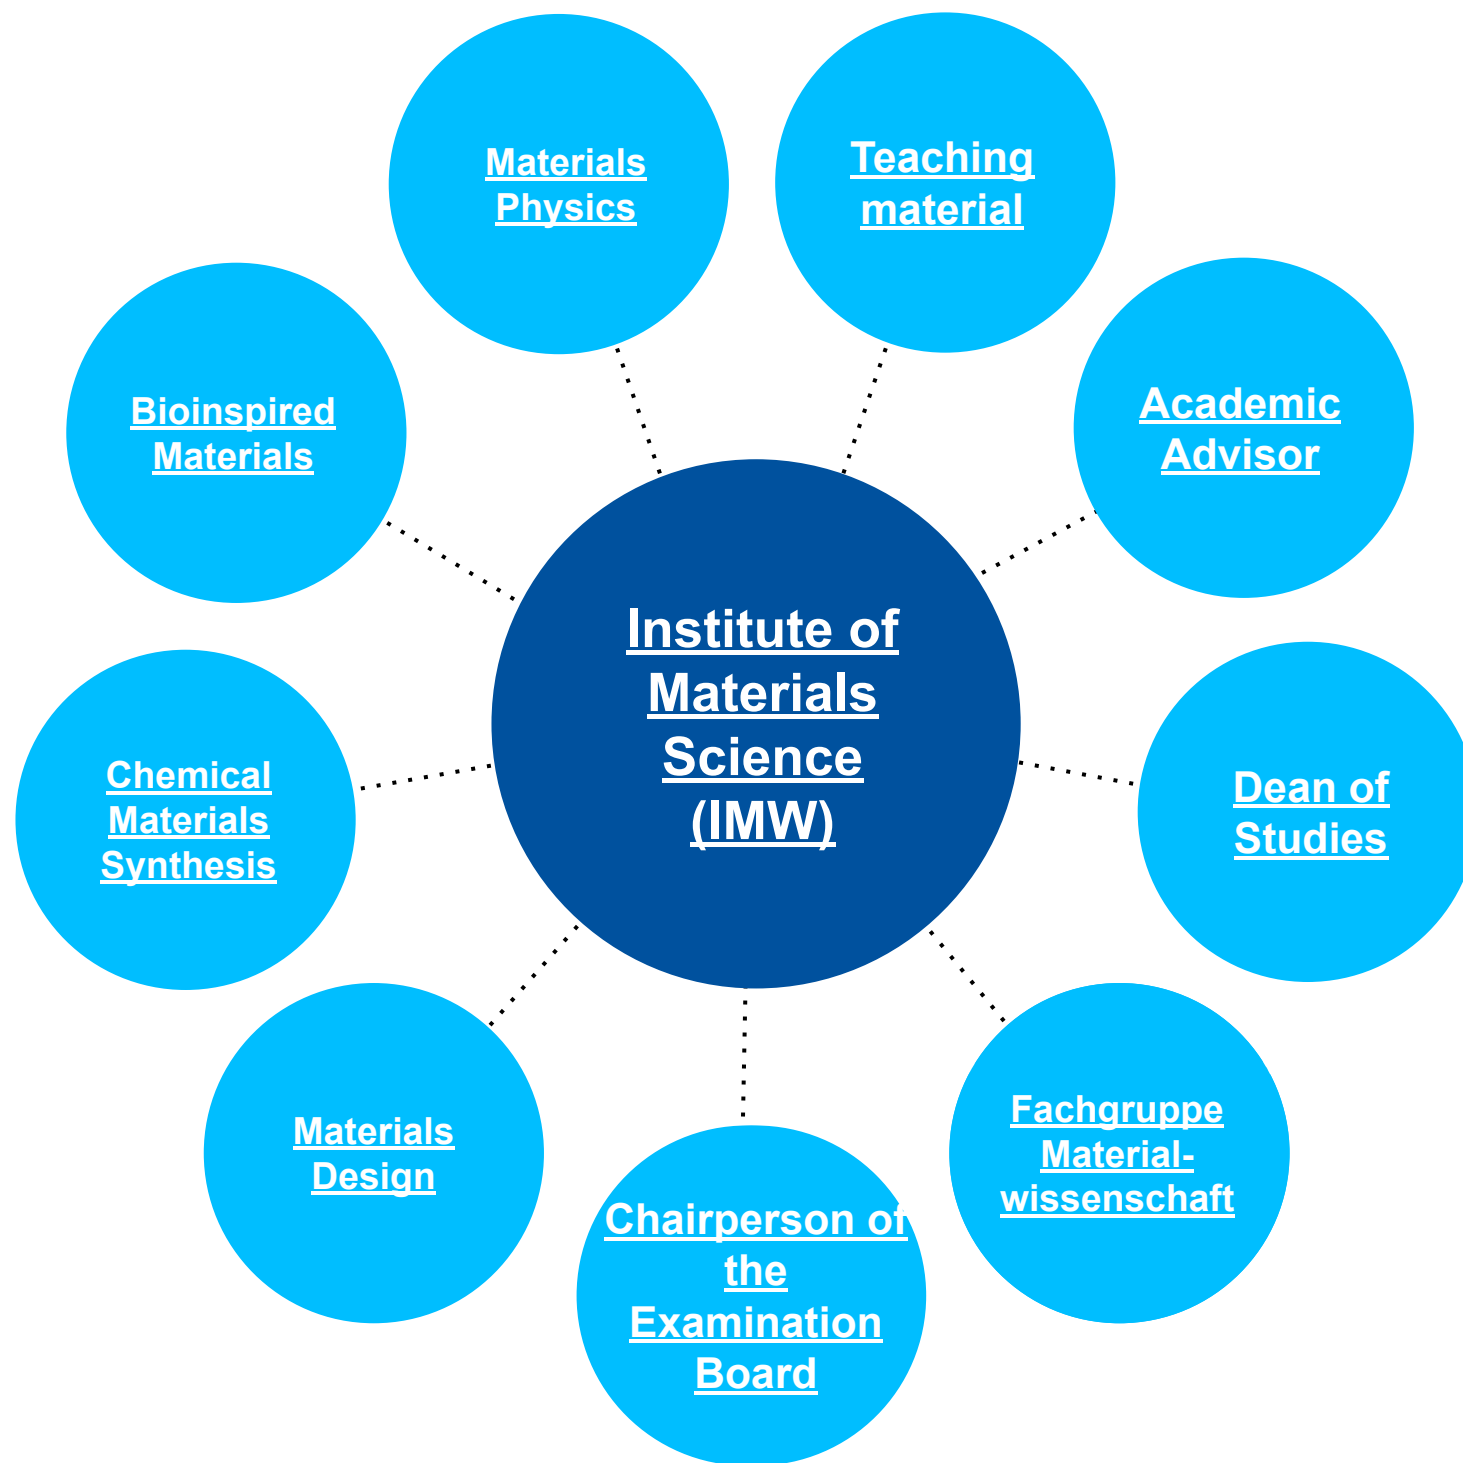 Materials
Physics
Teaching
material
Bioinspired
Materials
Academic
Advisor
Institute of
Materials
Science
(IMW)
Chemical
Materials
Synthesis
Dean of
Studies
Materials
Design
Fachgruppe
Material-
wissenschaft
Chairperson of
the
Examination
Board